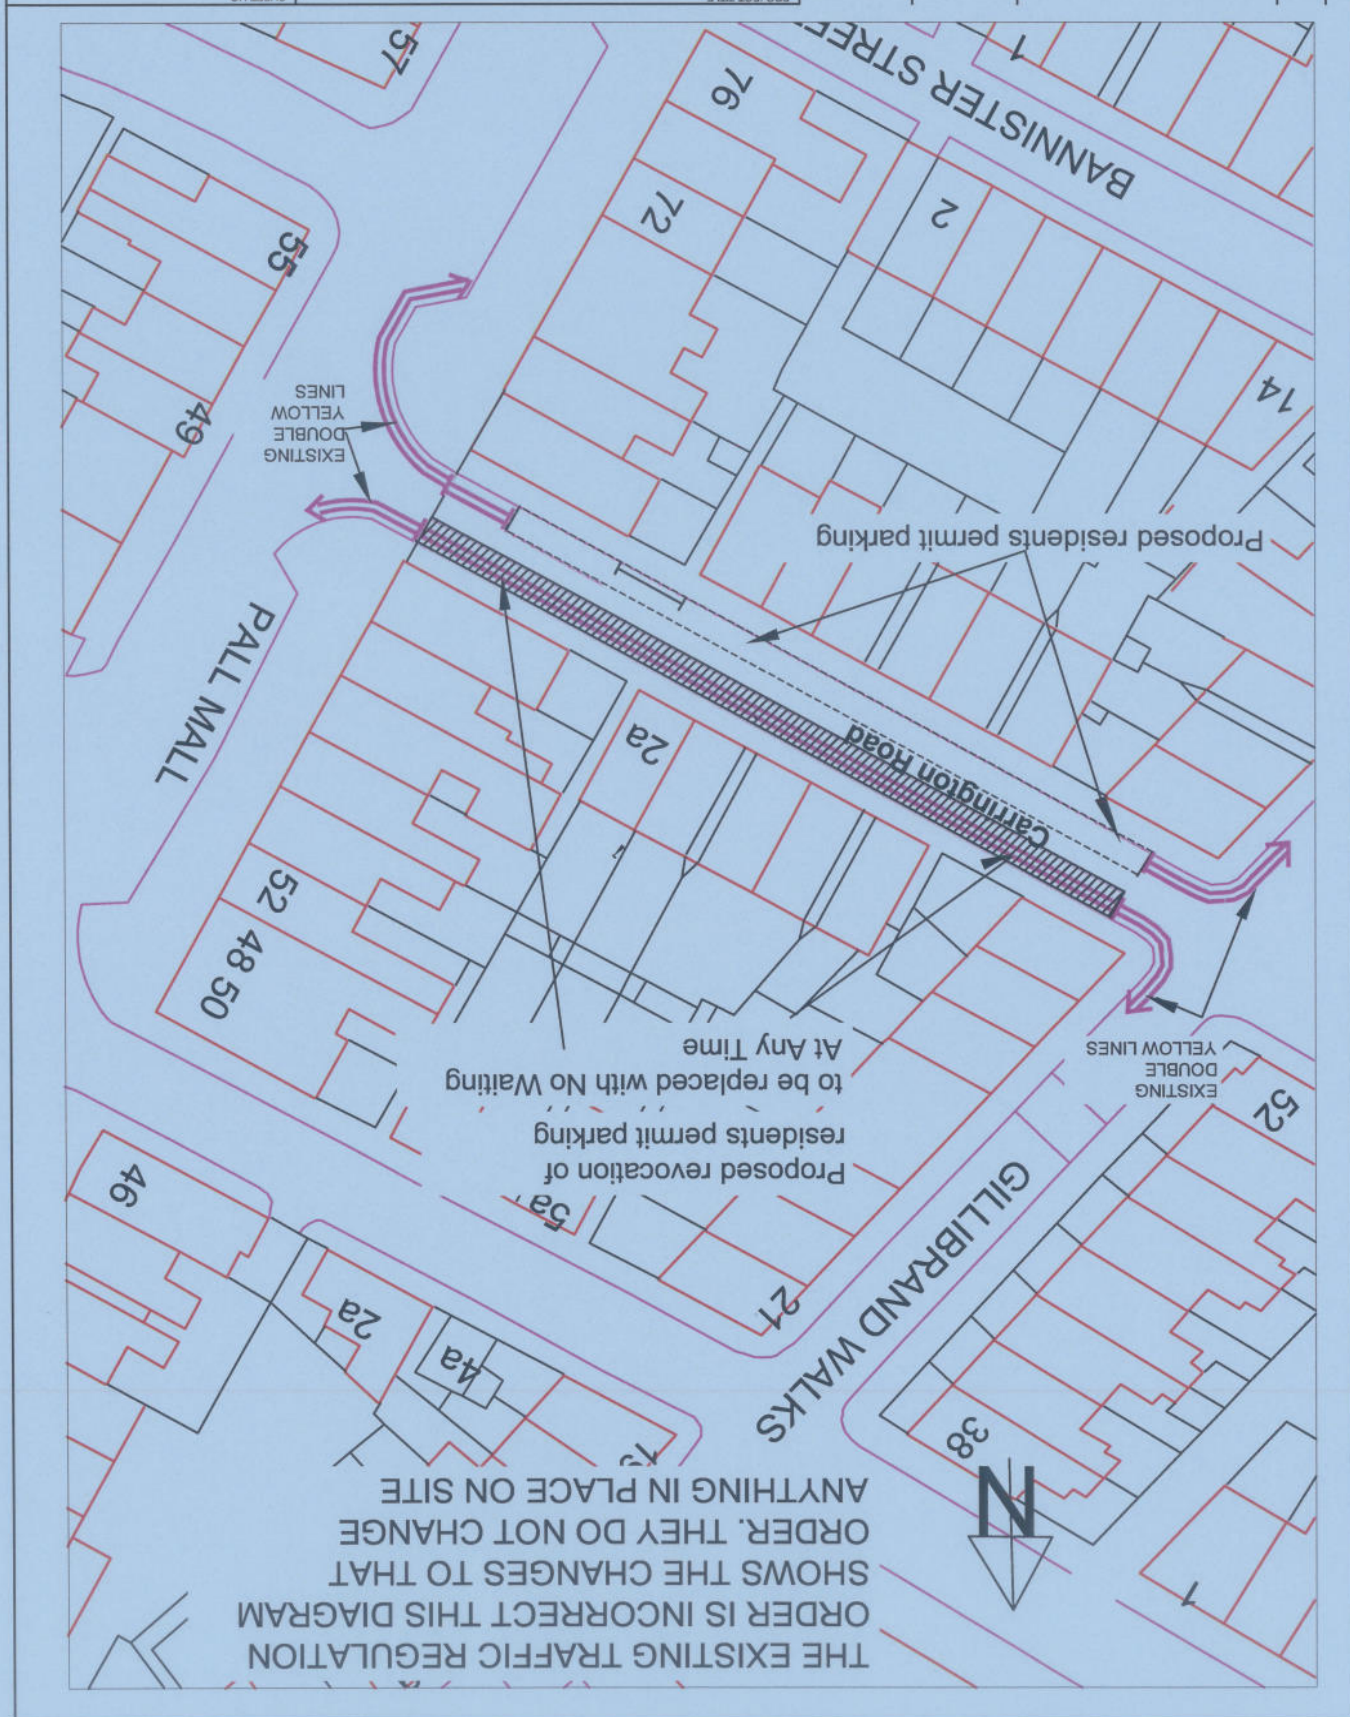 THE EXISTING TRAFFIC REGULATION
ORDER IS INCORRECT THIS DIAGRAM
SHOWS THE CHANGES TO THAT
ORDER. THEY DO NOT CHANGE
ANYTHING IN PLACE ON SITE
N
1
38
4a
2a
46
GILLIBRAND WALKS
21
5a
Proposed revocation of
residents permit parking
to be replaced with No Waiting
At Any Time
52
EXISTING
DOUBLE
YELLOW LINES
48 50
52
PALL MALL
2a
Carrington Road
Proposed residents permit parking
EXISTING
DOUBLE
YELLOW
LINES
49
14
55
72
2
76
BANNISTER STREE
57
1